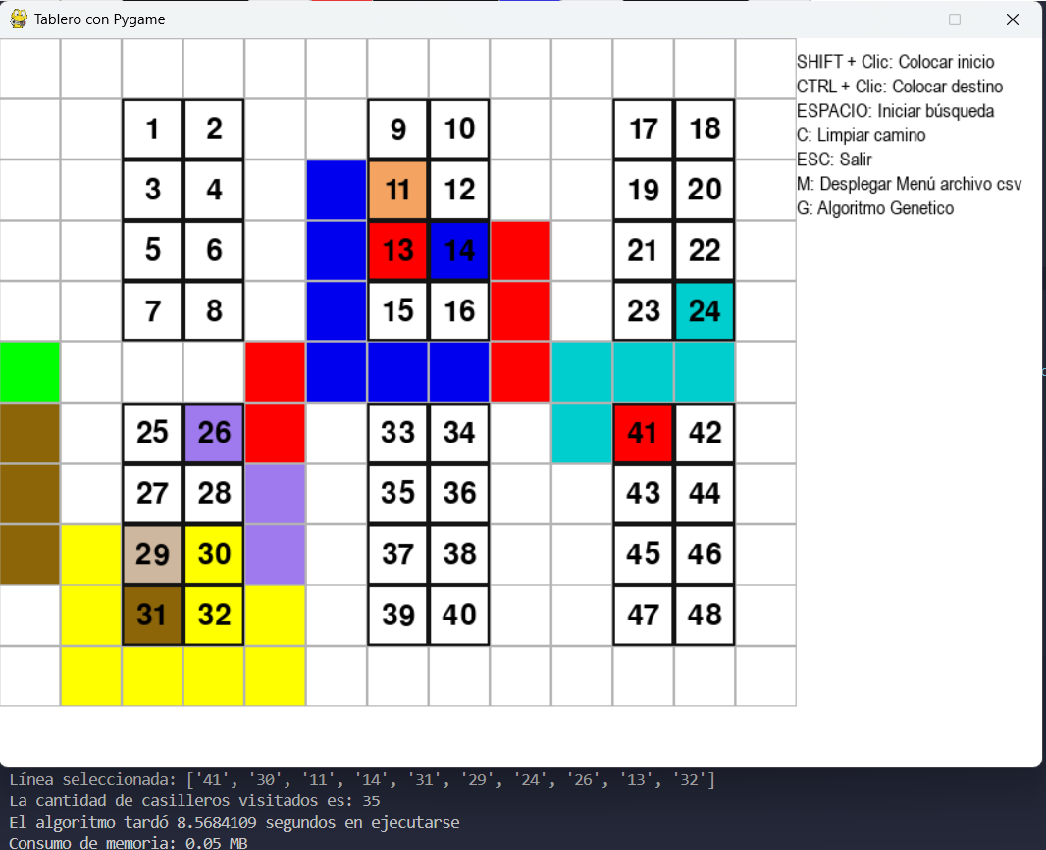 Tablero con Pygame
SHIFT + Clic: Colocar inicio
CTRL + Clic: Colocar destino
ESPACIO: Iniciar búsqueda
C: Limpiar camino
ESC: Salir
M: Desplegar Menú archivo csv
G: Algoritmo Genetico
1 2 9 10 17 18
3 4 11 12 19 20
5 6 13 14 21 22
7 8 15 16 23 24
25 26 33 34 41 42
27 28 35 36 43 44
29 30 37 38 45 46
31 32 39 40 47 48
Línea seleccionada: ['41', '30', '11', '14', '31', '29', '24', '26', '13', '32']
La cantidad de casilleros visitados es: 35
El algoritmo tardó 8.5684109 segundos en ejecutarse
Consumo de memoria: 0.05 MB